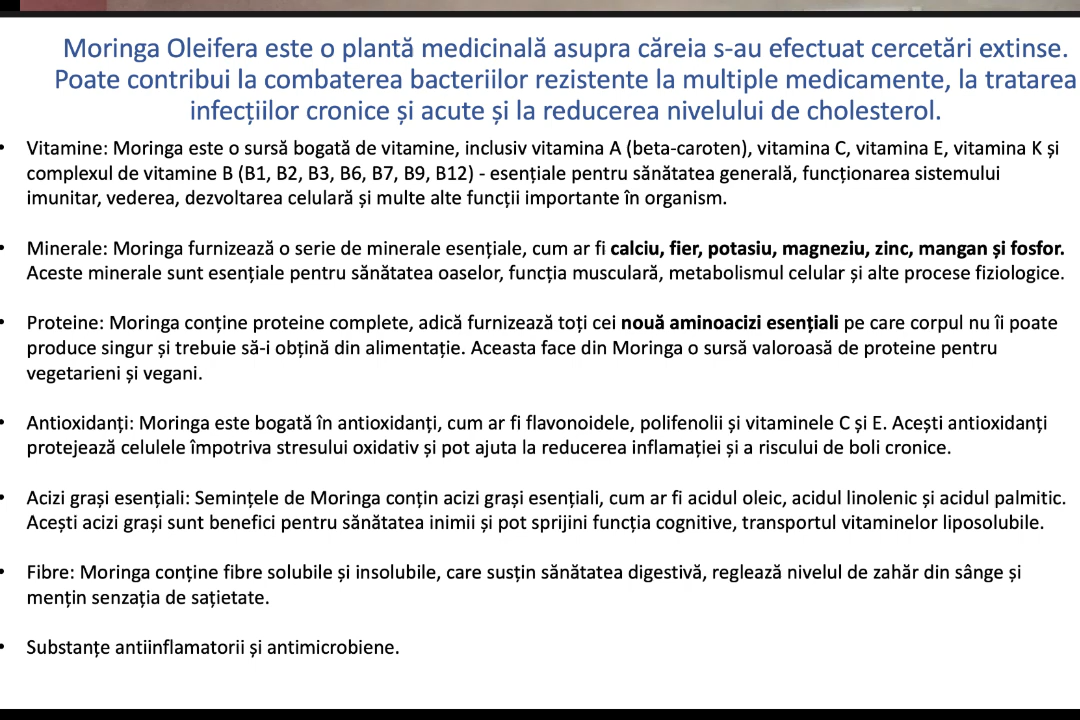 Moringa Oleifera este o plantă medicinală asupra căreia s-au efectuat cercetări extinse.
Poate contribui la combaterea bacteriilor rezistente la multiple medicamente, la tratarea
infecțiilor cronice și acute și la reducerea nivelului de cholesterol.
• Vitamine: Moringa este o sursă bogată de vitamine, inclusiv vitamina A (beta-caroten), vitamina C, vitamina E, vitamina K și
complexul de vitamine B (B1, B2, B3, B6, B7, B9, B12) - esențiale pentru sănătatea generală, funcționarea sistemului
imunitar, vederea, dezvoltarea celulară și multe alte funcții importante în organism.
• Minerale: Moringa furnizează o serie de minerale esențiale, cum ar fi calciu, fier, potasiu, magneziu, zinc, mangan și fosfor.
Aceste minerale sunt esențiale pentru sănătatea oaselor, funcția musculară, metabolismul celular și alte procese fiziologice.
• Proteine: Moringa conține proteine complete, adică furnizează toți cei nouă aminoacizi esențiali pe care corpul nu îi poate
produce singur și trebuie să-i obțină din alimentație. Aceasta face din Moringa o sursă valoroasă de proteine pentru
vegetarieni și vegani.
• Antioxidanți: Moringa este bogată în antioxidanți, cum ar fi flavonoidele, polifenolii și vitaminele C și E. Acești antioxidanți
protejează celulele împotriva stresului oxidativ și pot ajuta la reducerea inflamației și a riscului de boli cronice.
• Acizi grași esențiali: Semințele de Moringa conțin acizi grași esențiali, cum ar fi acidul oleic, acidul linolenic și acidul palmitic.
Acești acizi grași sunt benefici pentru sănătatea inimii și pot sprijini funcția cognitive, transportul vitaminelor liposolubile.
• Fibre: Moringa conține fibre solubile și insolubile, care susțin sănătatea digestivă, reglează nivelul de zahăr din sânge și
mențin senzația de sațietate.
• Substanțe antiinflamatorii și antimicrobiene.